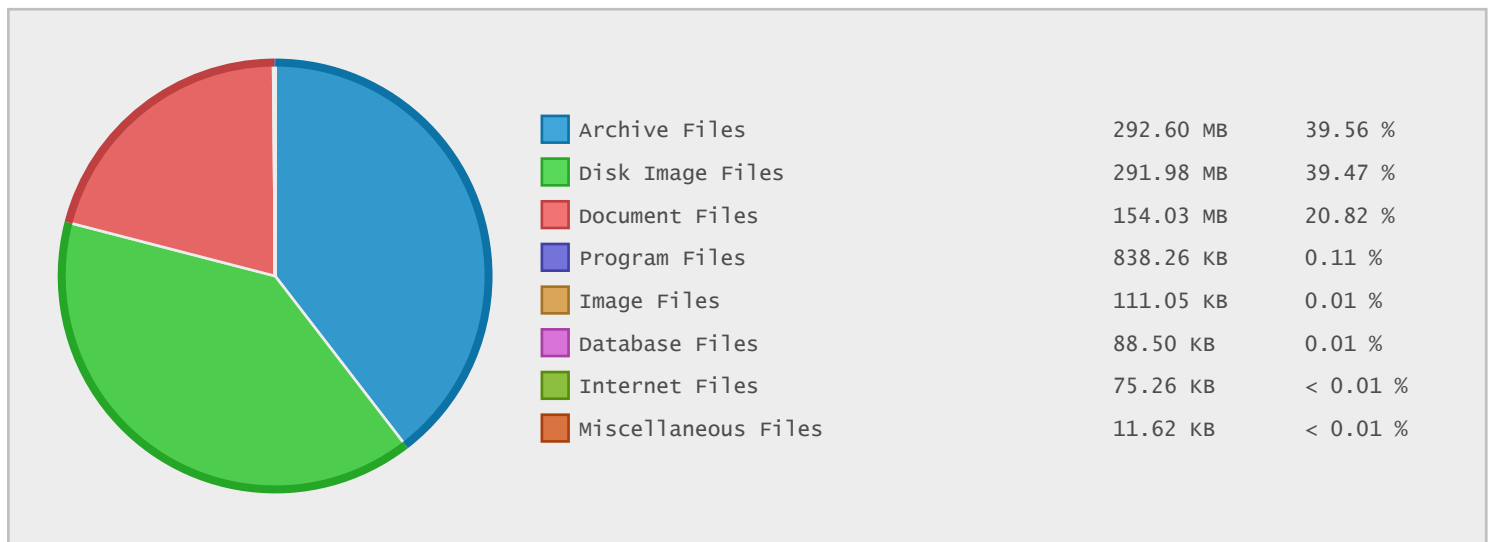 Archive Files 292.60 MB 39.56 %
Disk Image Files 291.98 MB 39.47 %
Document Files 154.03 MB 20.82 %
Program Files 838.26 KB 0.11 %
Image Files 111.05 KB 0.01 %
Database Files 88.50 KB 0.01 %
Internet Files 75.26 KB < 0.01 %
Miscellaneous Files 11.62 KB < 0.01 %